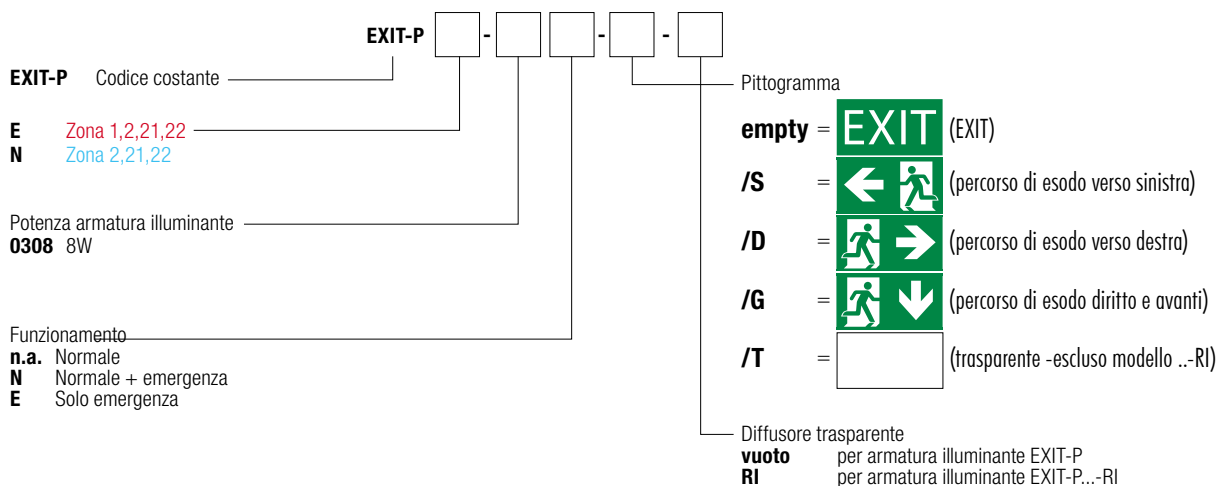 EXIT-P - - -
EXIT-P Codice costante
E Zona 1,2,21,22
N Zona 2,21,22
Potenza armatura illuminante
0308 8W
Funzionamento
n.a. Normale
N Normale + emergenza
E Solo emergenza
Pittogramma
empty = EXIT (EXIT)
/S = (percorso di esodo verso sinistra)
/D = (percorso di esodo verso destra)
/G = (percorso di esodo diritto e avanti)
/T = (trasparente -escluso modello ..-RI)
Diffusore trasparente
vuoto per armatura illuminante EXIT-P
RI per armatura illuminante EXIT-P...-RI